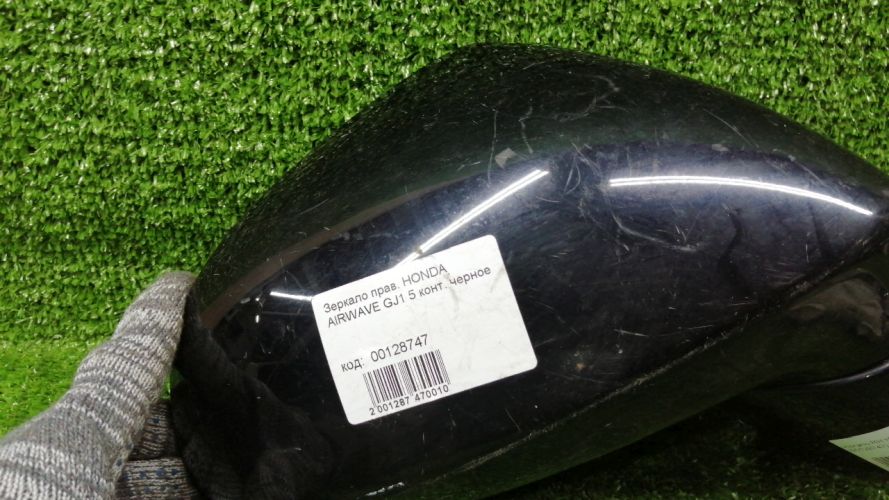 Зеркало прав. HONDA
AIRWAVE GJ1 5 конт. черное
код: 00128747
2 001287 470010